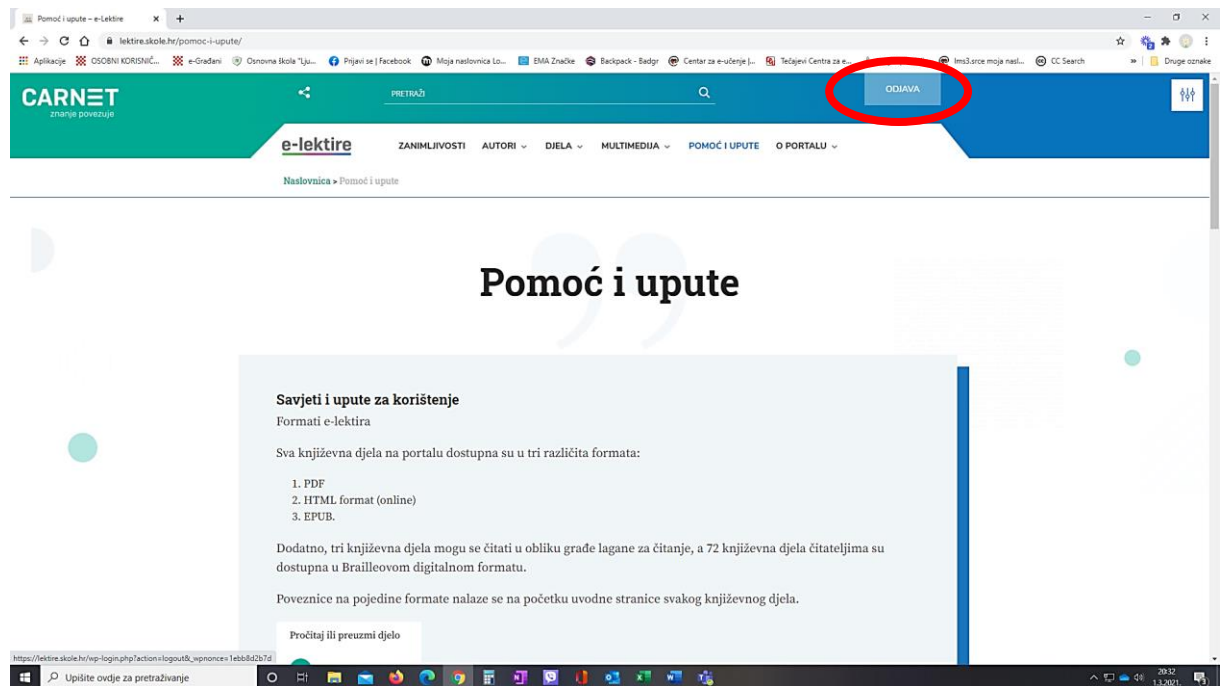 Pomoć i upute – e-Lektire
lektire.skole.hr/pomoc-i-upute/
Aplikacije OSOBNI KORISNIČ... e-Građani Osnovna škola "Lju... Prijavi se | Facebook Moja naslovnica Lo... EMA Značke Backpack - Badgr Centar za e-učenje |... Tečajevi Centra za e... lms3.srce moja nasl... CC Search » Druge oznake
CARNET
znanje povezuje
PRETRAŽI
ODJAVA
e-lektire ZANIMLJIVOSTI AUTORI DJELA MULTIMEDIJA POMOĆ I UPUTE O PORTALU
Naslovnica » Pomoć i upute
Pomoć i upute
Savjeti i upute za korištenje
Formati e-lektira
Sva književna djela na portalu dostupna su u tri različita formata:
1. PDF
2. HTML format (online)
3. EPUB.
Dodatno, tri književna djela mogu se čitati u obliku građe lagane za čitanje, a 72 književna djela čitateljima su
dostupna u Brailleovom digitalnom formatu.
Poveznice na pojedine formate nalaze se na početku uvodne stranice svakog književnog djela.
Pročitaj ili preuzmi djelo
https://lektire.skole.hr/wp-login.php?action=logout&_wpnonce=1ebb8d2b7d
Upišite ovdje za pretraživanje
20:32
1.3.2021.